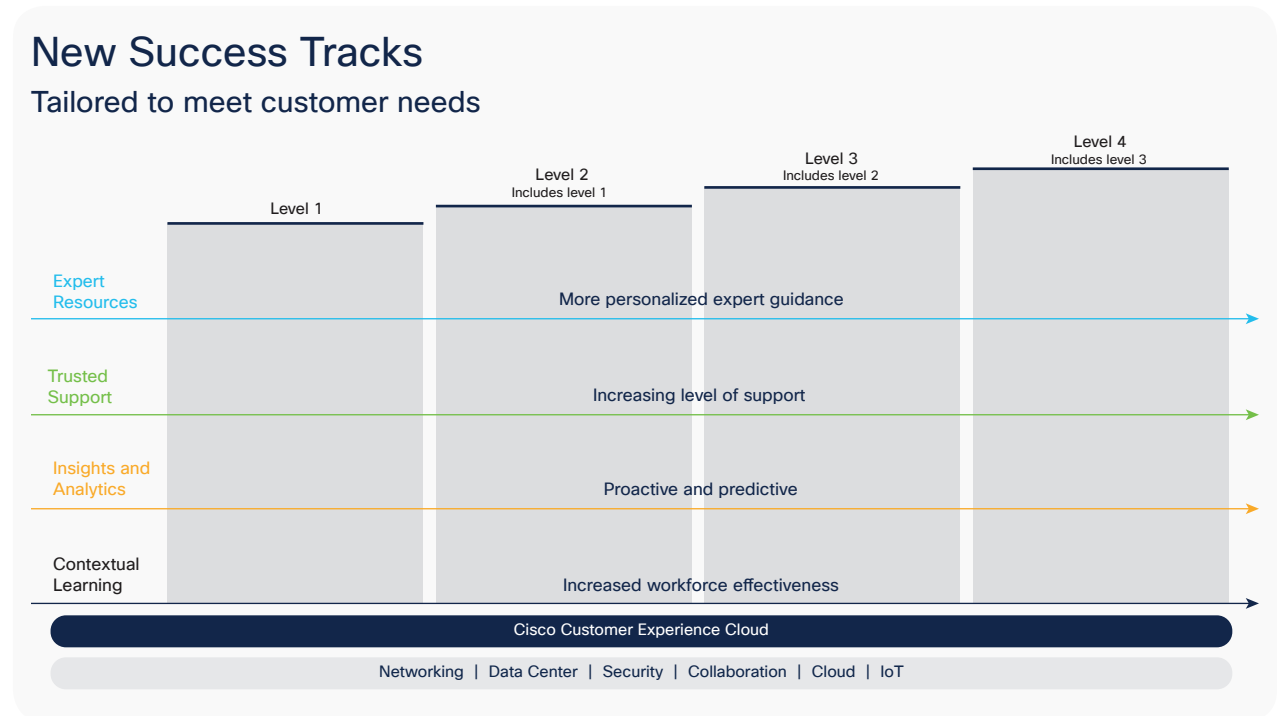 New Success Tracks
Tailored to meet customer needs
Level 1
Level 2
Includes level 1
Level 3
Includes level 2
Level 4
Includes level 3
Expert
Resources
More personalized expert guidance
Trusted
Support
Increasing level of support
Insights and
Analytics
Proactive and predictive
Contextual
Learning
Increased workforce effectiveness
Cisco Customer Experience Cloud
Networking | Data Center | Security | Collaboration | Cloud | IoT